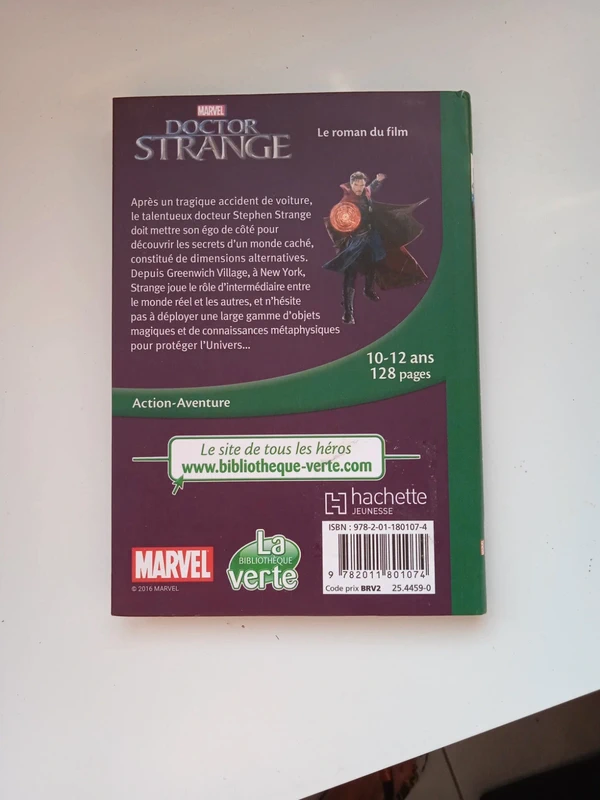 MARVEL
DOCTOR
STRANGE
Le roman du film
Après un tragique accident de voiture,
le talentueux docteur Stephen Strange
doit mettre son égo de côté pour
découvrir les secrets d'un monde caché,
constitué de dimensions alternatives.
Depuis Greenwich Village, à New York,
Strange joue le rôle d'intermédiaire entre
le monde réel et les autres, et n'hésite
pas à déployer une large gamme d'objets
magiques et de connaissances métaphysiques
pour protéger l'Univers...
10-12 ans
128 pages
Action-Aventure
Le site de tous les héros
www.bibliotheque-verte.com
hachette
JEUNESSE
ISBN : 978-2-01-180107-4
9 782011 801074
Code prix BRV2 25.4459-0
MARVEL
© 2016 MARVEL
La
BIBLIOTHÈQUE
verte